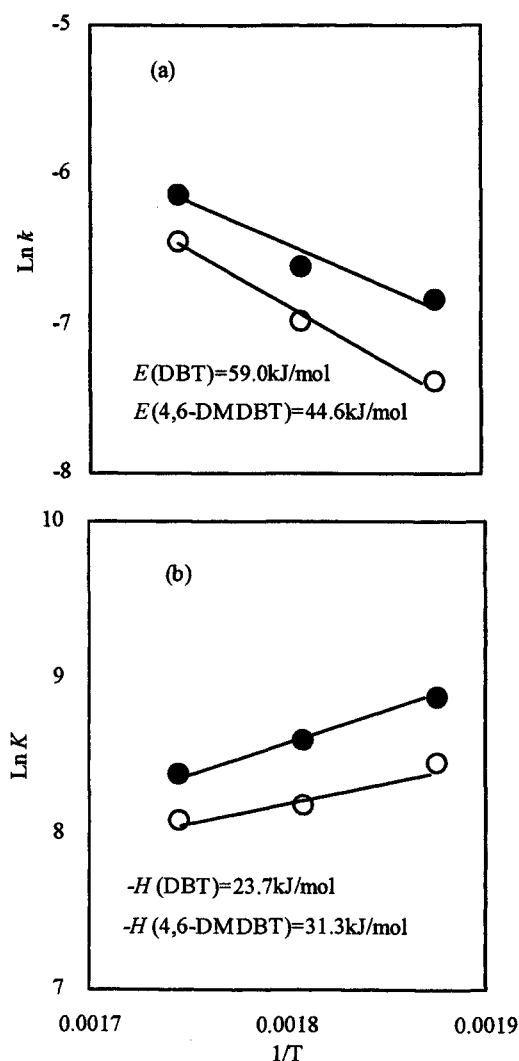 -5
(a)
-6
Ln k
-7
E(DBT)=59.0kJ/mol
E(4,6-DMDBT)=44.6kJ/mol
-8
10
(b)
9
Ln K
8
-H(DBT)=23.7kJ/mol
-H(4,6-DMDBT)=31.3kJ/mol
7
0.0017 0.0018 0.0019
1/T